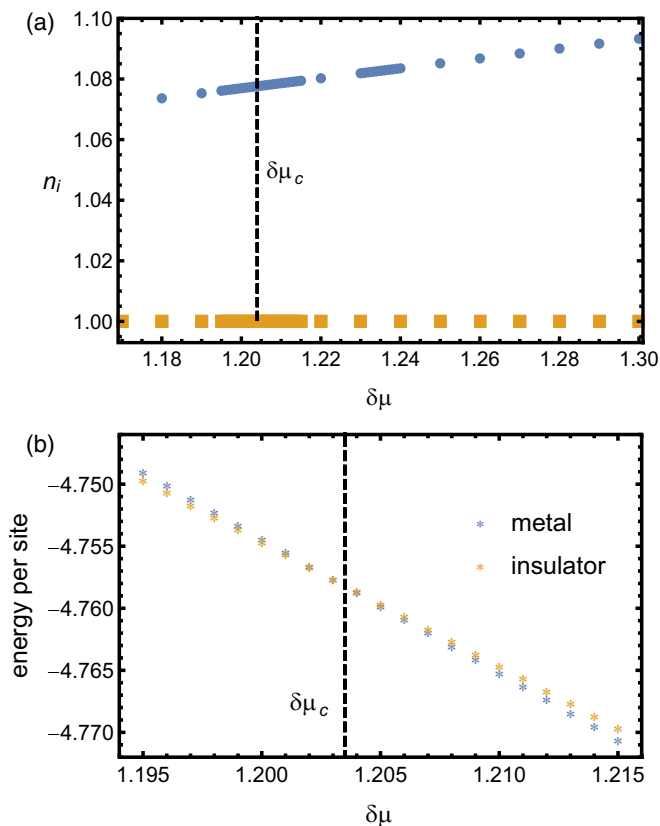 (a)
1.10
1.08
1.06
1.04
1.02
1.00
n_i
δμ_c
1.18 1.20 1.22 1.24 1.26 1.28 1.30
δμ
(b)
−4.750
−4.755
−4.760
−4.765
−4.770
energy per site
metal
insulator
δμ_c
1.195 1.200 1.205 1.210 1.215
δμ